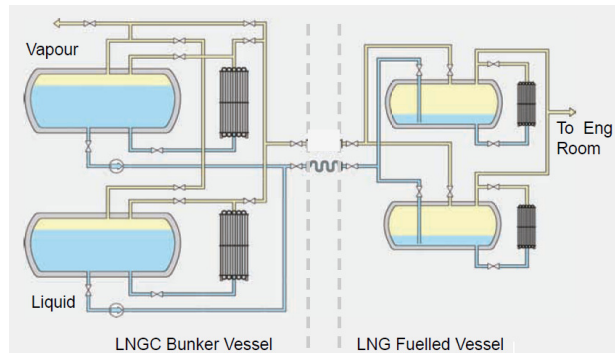 Vapour
To Eng
Room
Liquid
LNGC Bunker Vessel
LNG Fuelled Vessel